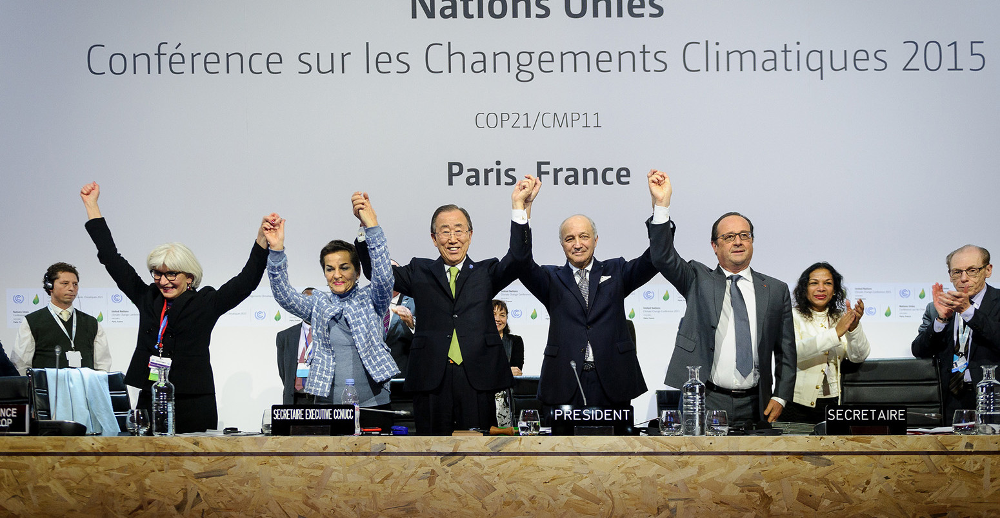 Nations Unies
Conférence sur les Changements Climatiques 2015
COP21/CMP11
Paris, France
SECRETAIRE EXECUTIVE CCNUCC
PRESIDENT
SECRETAIRE